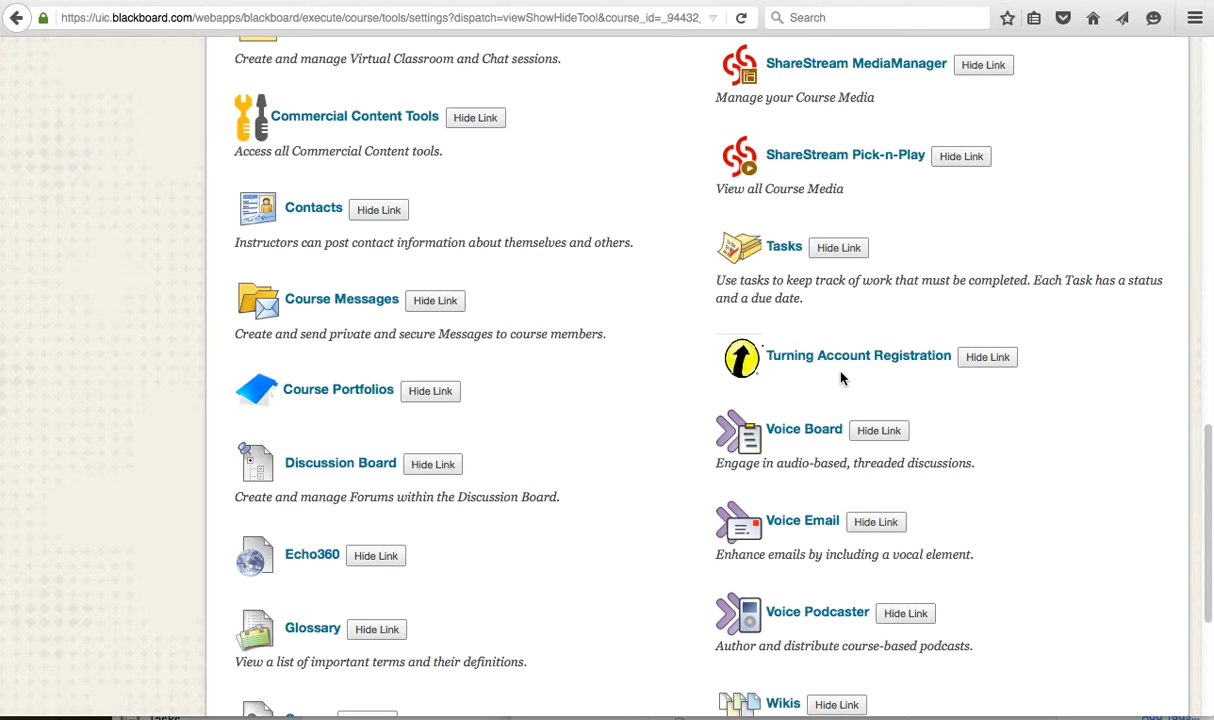 https://uic.blackboard.com/webapps/blackboard/execute/course/tools/settings?dispatch=viewShowHideTool&course_id=_94432_
Search
Create and manage Virtual Classroom and Chat sessions.
Commercial Content Tools Hide Link
Access all Commercial Content tools.
Contacts Hide Link
Instructors can post contact information about themselves and others.
Course Messages Hide Link
Create and send private and secure Messages to course members.
Course Portfolios Hide Link
Discussion Board Hide Link
Create and manage Forums within the Discussion Board.
Echo360 Hide Link
Glossary Hide Link
View a list of important terms and their definitions.
ShareStream MediaManager Hide Link
Manage your Course Media
ShareStream Pick-n-Play Hide Link
View all Course Media
Tasks Hide Link
Use tasks to keep track of work that must be completed. Each Task has a status
and a due date.
Turning Account Registration Hide Link
Voice Board Hide Link
Engage in audio-based, threaded discussions.
Voice Email Hide Link
Enhance emails by including a vocal element.
Voice Podcaster Hide Link
Author and distribute course-based podcasts.
Wikis Hide Link
Tasks